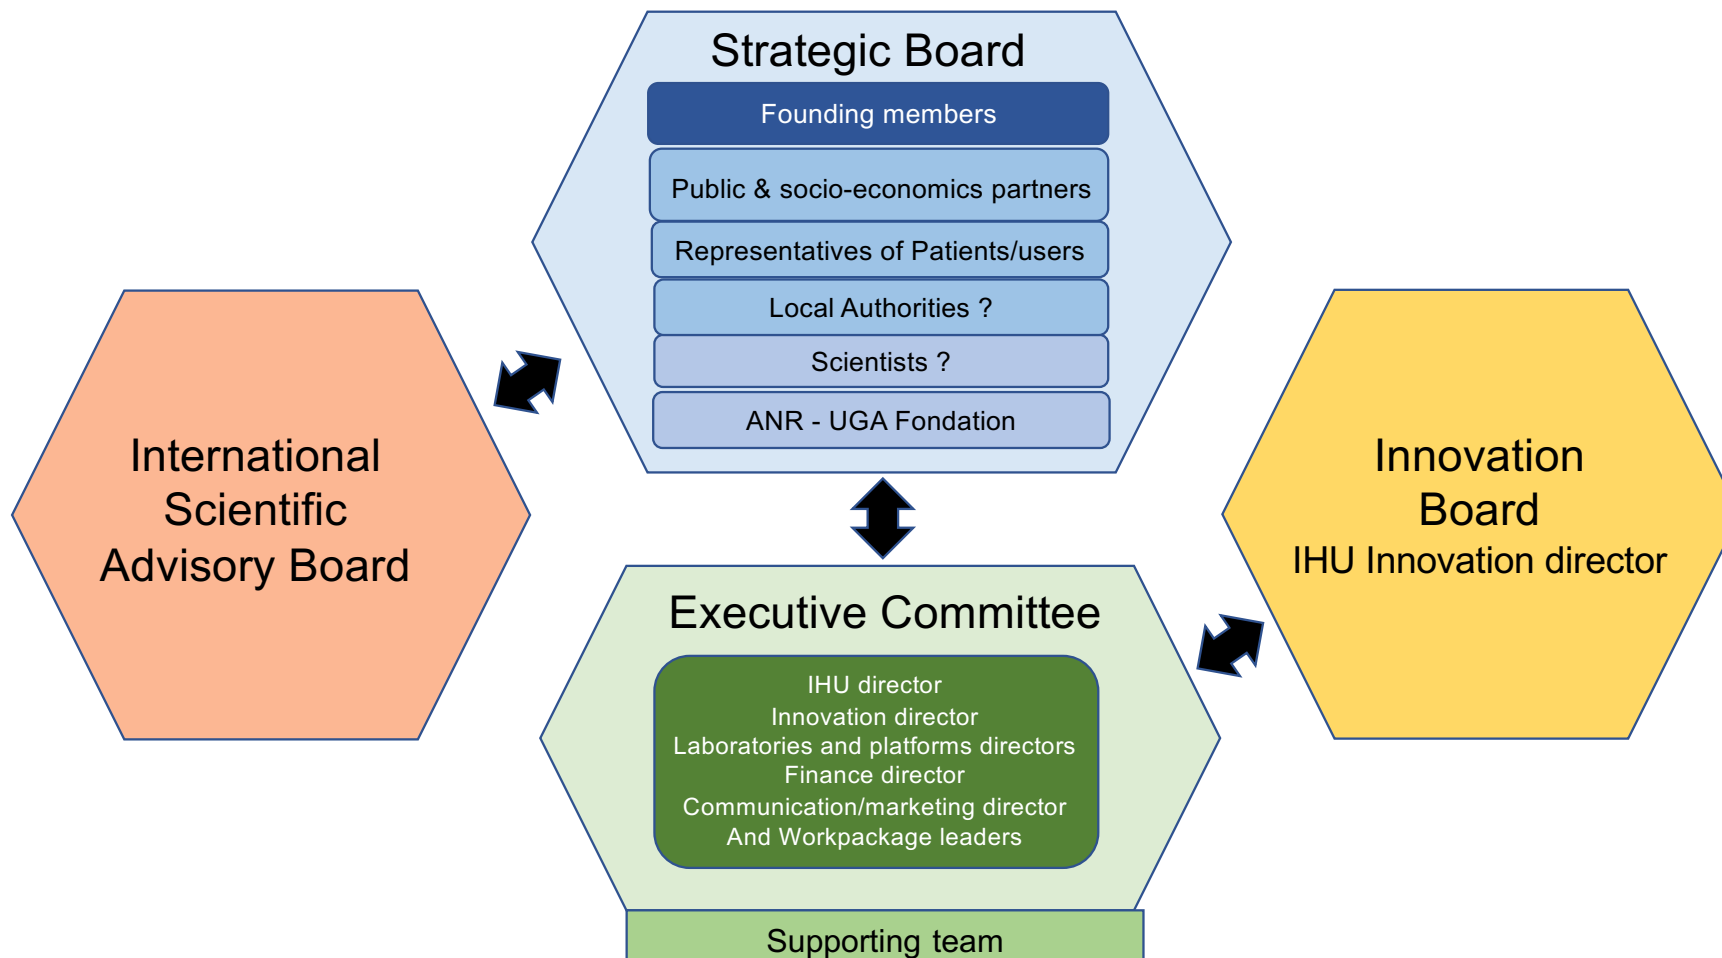 Strategic Board
Founding members
Public & socio-economics partners
Representatives of Patients/users
Local Authorities ?
Scientists ?
ANR - UGA Fondation
International
Scientific
Advisory Board
Innovation
Board
IHU Innovation director
Executive Committee
IHU director
Innovation director
Laboratories and platforms directors
Finance director
Communication/marketing director
And Workpackage leaders
Supporting team